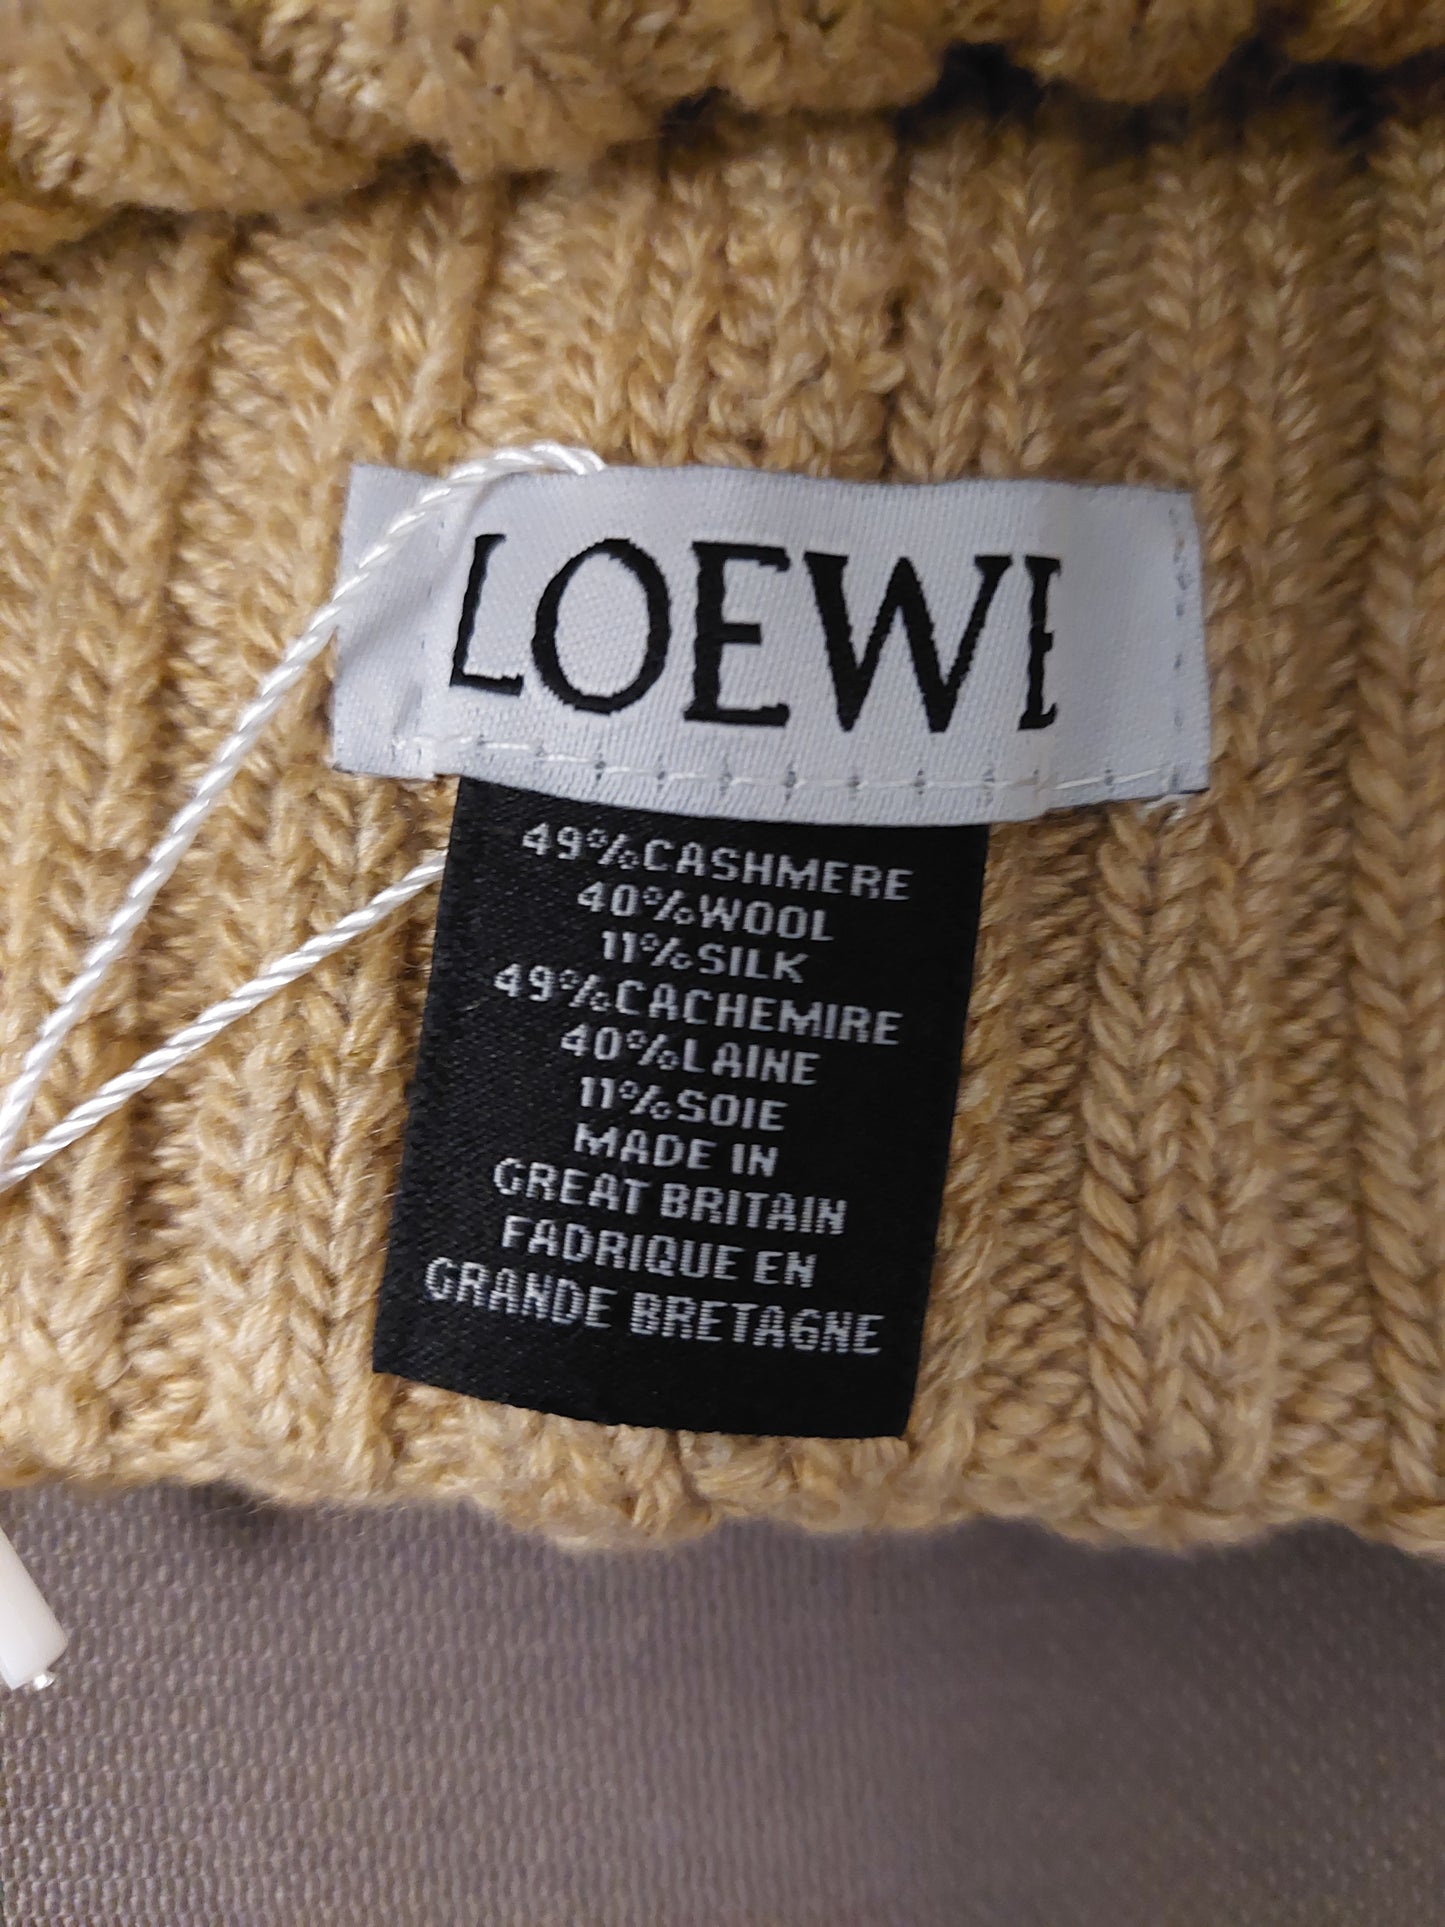 LOEWE
49%CASHMERE
40%WOOL
11%SILK
49%CACHEMIRE
40%LAINE
11%SOIE
MADE IN
GREAT BRITAIN
FADRIQUE EN
GRANDE BRETAGNE